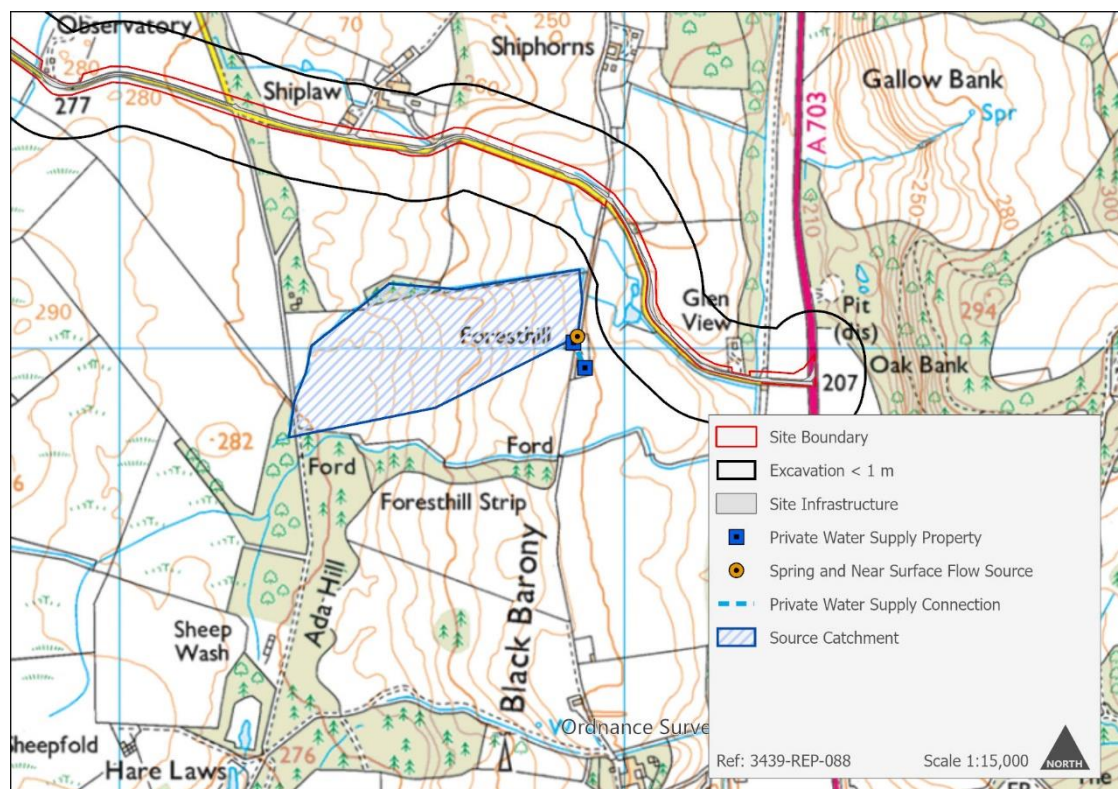 Observatory
70
250
Shiphorns
280
277
280
Shiplaw
260
Gallow Bank
Spr
A 703
210
250
280
290
Foresthill
Glen
View
Pit
(dis)
294
Oak Bank
207
282
6
Ford
Ford
Foresthill Strip
Ada-Hill
Black Barony
Sheep
Wash
Sheepfold
276
Hare Laws
W
Ordnance Surve
Site Boundary
Excavation < 1 m
Site Infrastructure
Private Water Supply Property
Spring and Near Surface Flow Source
Private Water Supply Connection
Source Catchment
Ref: 3439-REP-088
Scale 1:15,000
NORTH
The